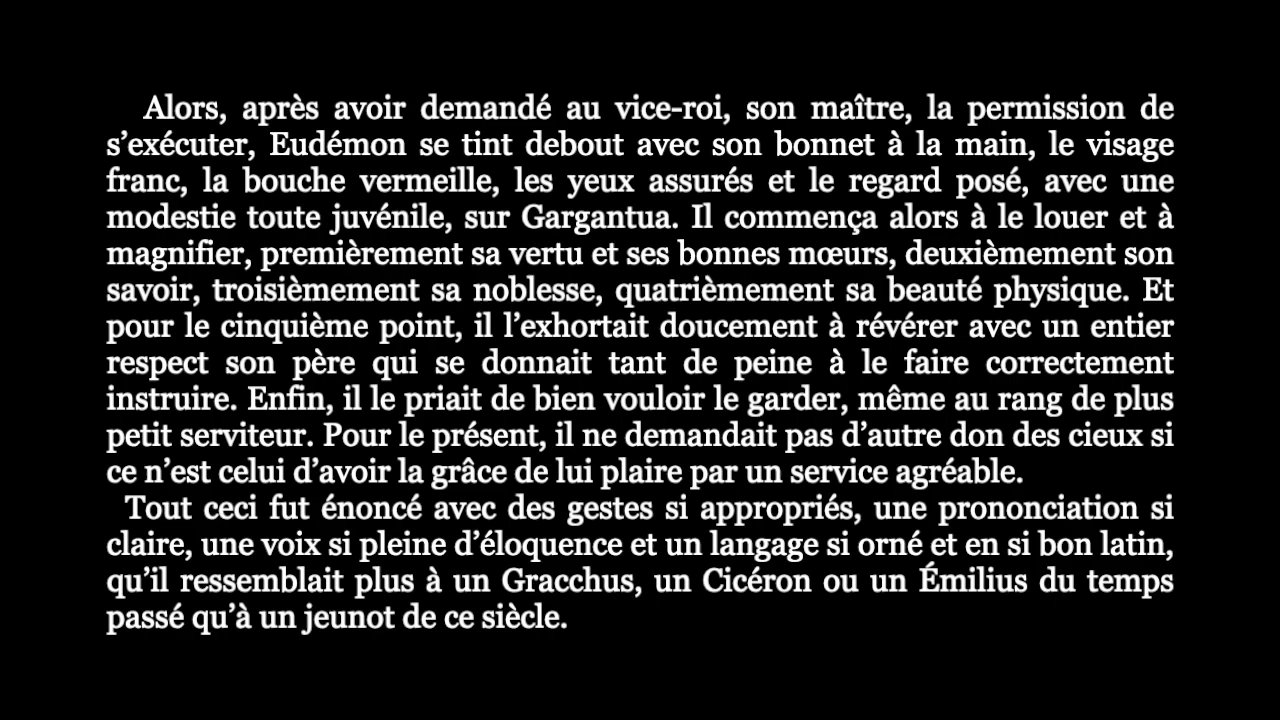 Alors, après avoir demandé au vice-roi, son maître, la permission de
s’exécuter, Eudémon se tint debout avec son bonnet à la main, le visage
franc, la bouche vermeille, les yeux assurés et le regard posé, avec une
modestie toute juvénile, sur Gargantua. Il commença alors à le louer et à
magnifier, premièrement sa vertu et ses bonnes mœurs, deuxièmement son
savoir, troisièmement sa noblesse, quatrièmement sa beauté physique. Et
pour le cinquième point, il l’exhortait doucement à révérer avec un entier
respect son père qui se donnait tant de peine à le faire correctement
instruire. Enfin, il le priait de bien vouloir le garder, même au rang de plus
petit serviteur. Pour le présent, il ne demandait pas d’autre don des cieux si
ce n’est celui d’avoir la grâce de lui plaire par un service agréable.
Tout ceci fut énoncé avec des gestes si appropriés, une prononciation si
claire, une voix si pleine d’éloquence et un langage si orné et en si bon latin,
qu’il ressemblait plus à un Gracchus, un Cicéron ou un Émilius du temps
passé qu’à un jeunot de ce siècle.